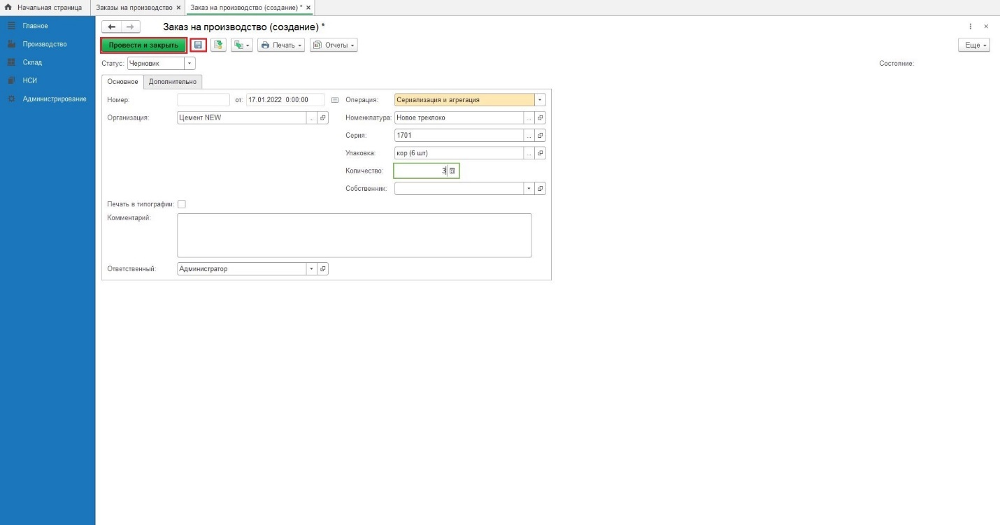 Начальная страница
Заказы на производство ×
Заказ на производство (создание) * ×
Главное
Производство
Склад
НСИ
Администрирование
Заказ на производство (создание) *
Провести и закрыть
Печать
Отчеты
Еще
Статус: Черновик
Состояние:
Основное
Дополнительно
Номер:
от: 17.01.2022 0:00:00
Операция: Сериализация и агрегация
Организация: Цемент NEW ...
Номенклатура: Новое треклоко ...
Серия: 1701 ...
Упаковка: кор (6 шт) ...
Количество: 3
Собственник:
Печать в типографии:
Комментарий:
Ответственный: Администратор